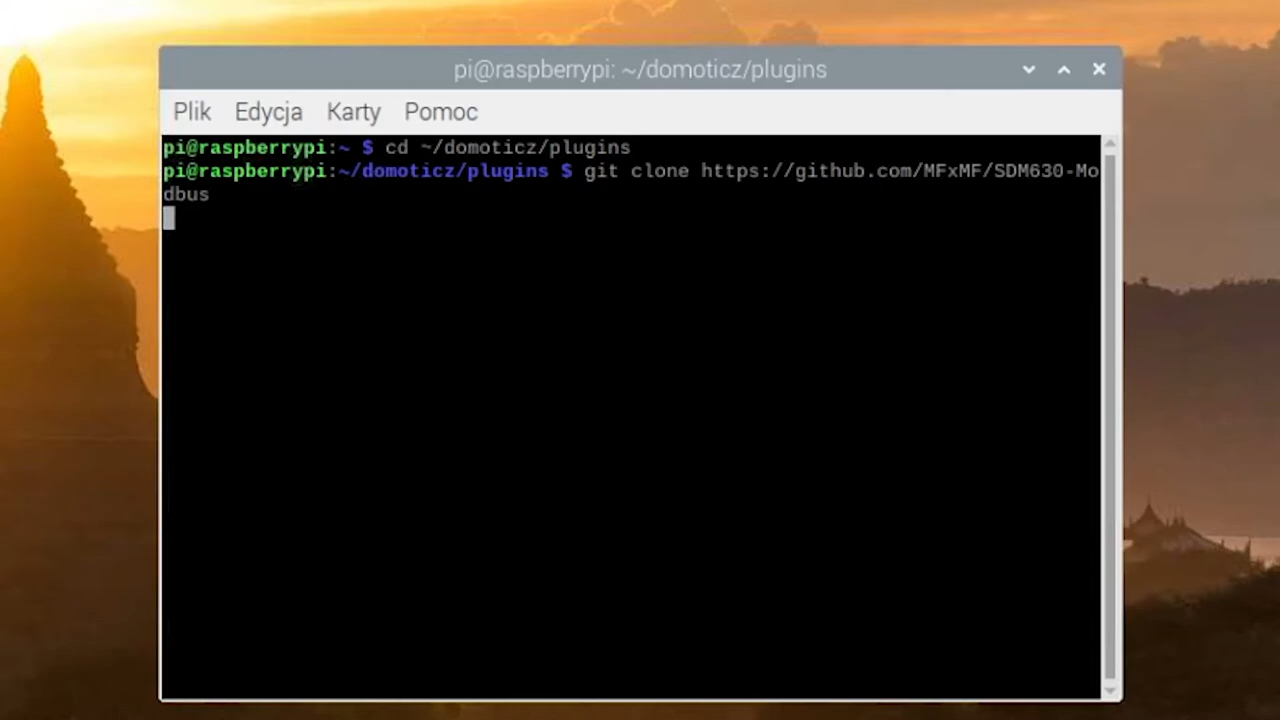 pi@raspberrypi: ~/domoticz/plugins
Plik Edycja Karty Pomoc
pi@raspberrypi:~ $ cd ~/domoticz/plugins
pi@raspberrypi:~/domoticz/plugins $ git clone https://github.com/MFxMF/SDM630-Mo
dbus